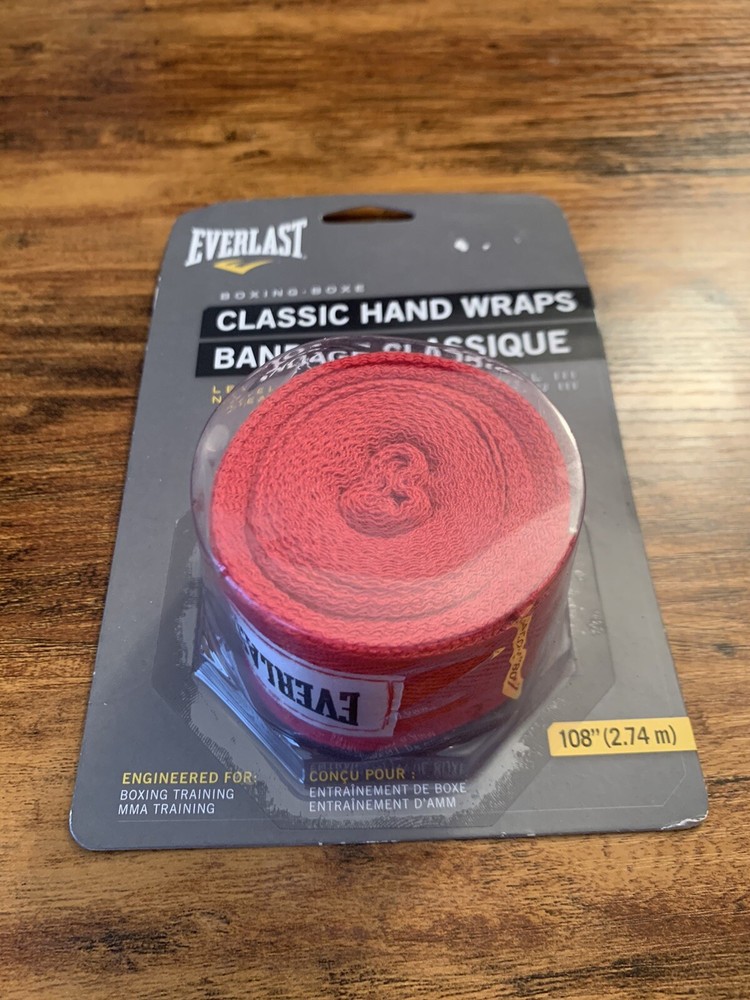 EVERLAST
BOXING·BOXE
CLASSIC HAND WRAPS
CLASSIQUE
EVERLAST
108" (2.74 m)
ENGINEERED FOR:
BOXING TRAINING
MMA TRAINING
CONÇU POUR :
ENTRAÎNEMENT DE BOXE
ENTRAÎNEMENT D'AMM